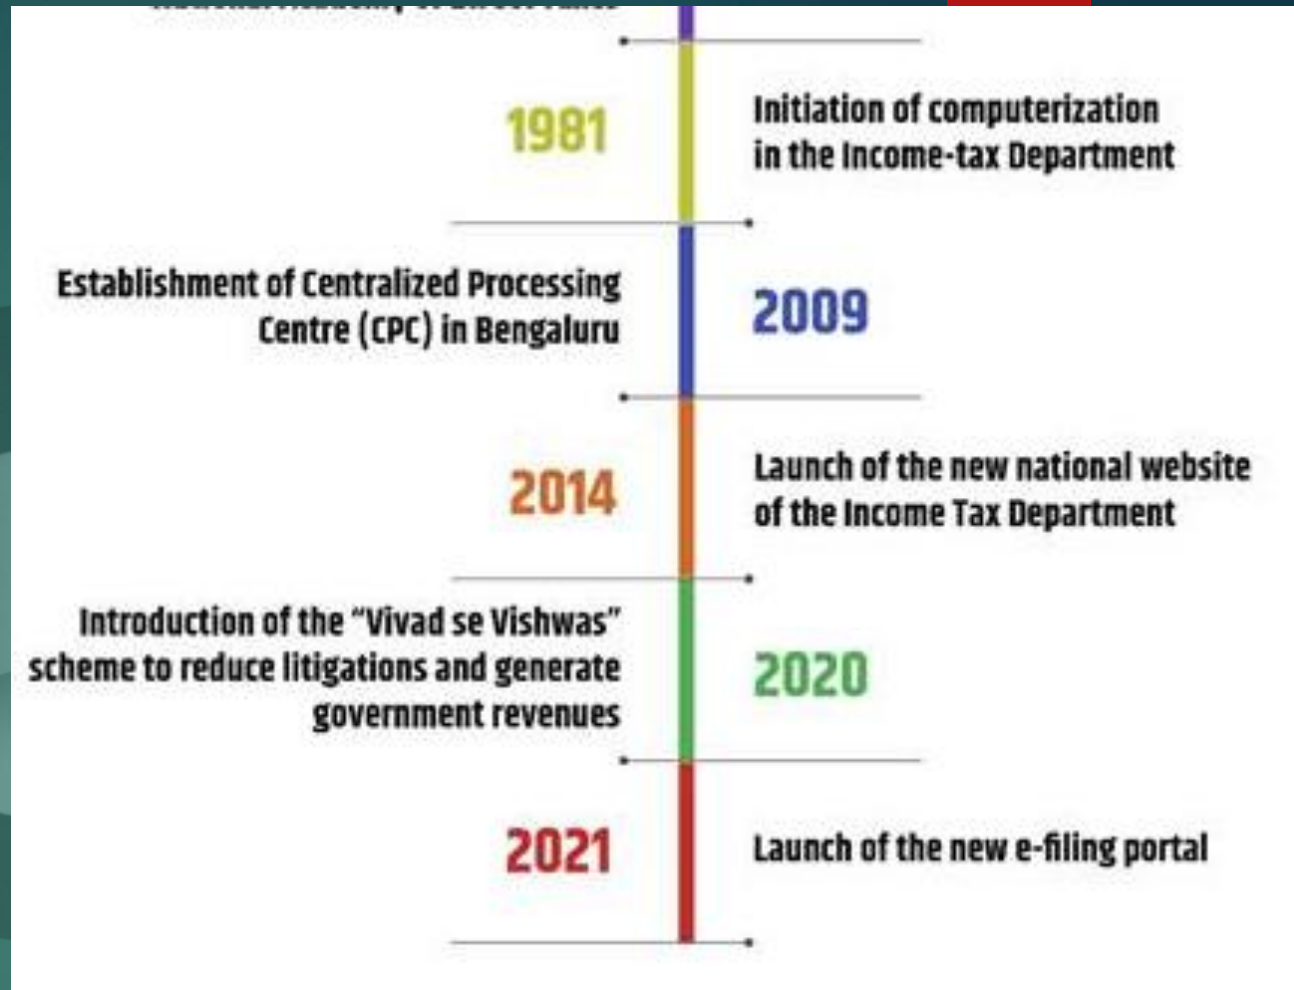 1981
Initiation of computerization
in the Income-tax Department
Establishment of Centralized Processing
Centre (CPC) in Bengaluru
2009
2014
Launch of the new national website
of the Income Tax Department
Introduction of the “Vivad se Vishwas”
scheme to reduce litigations and generate
government revenues
2020
2021
Launch of the new e-filing portal